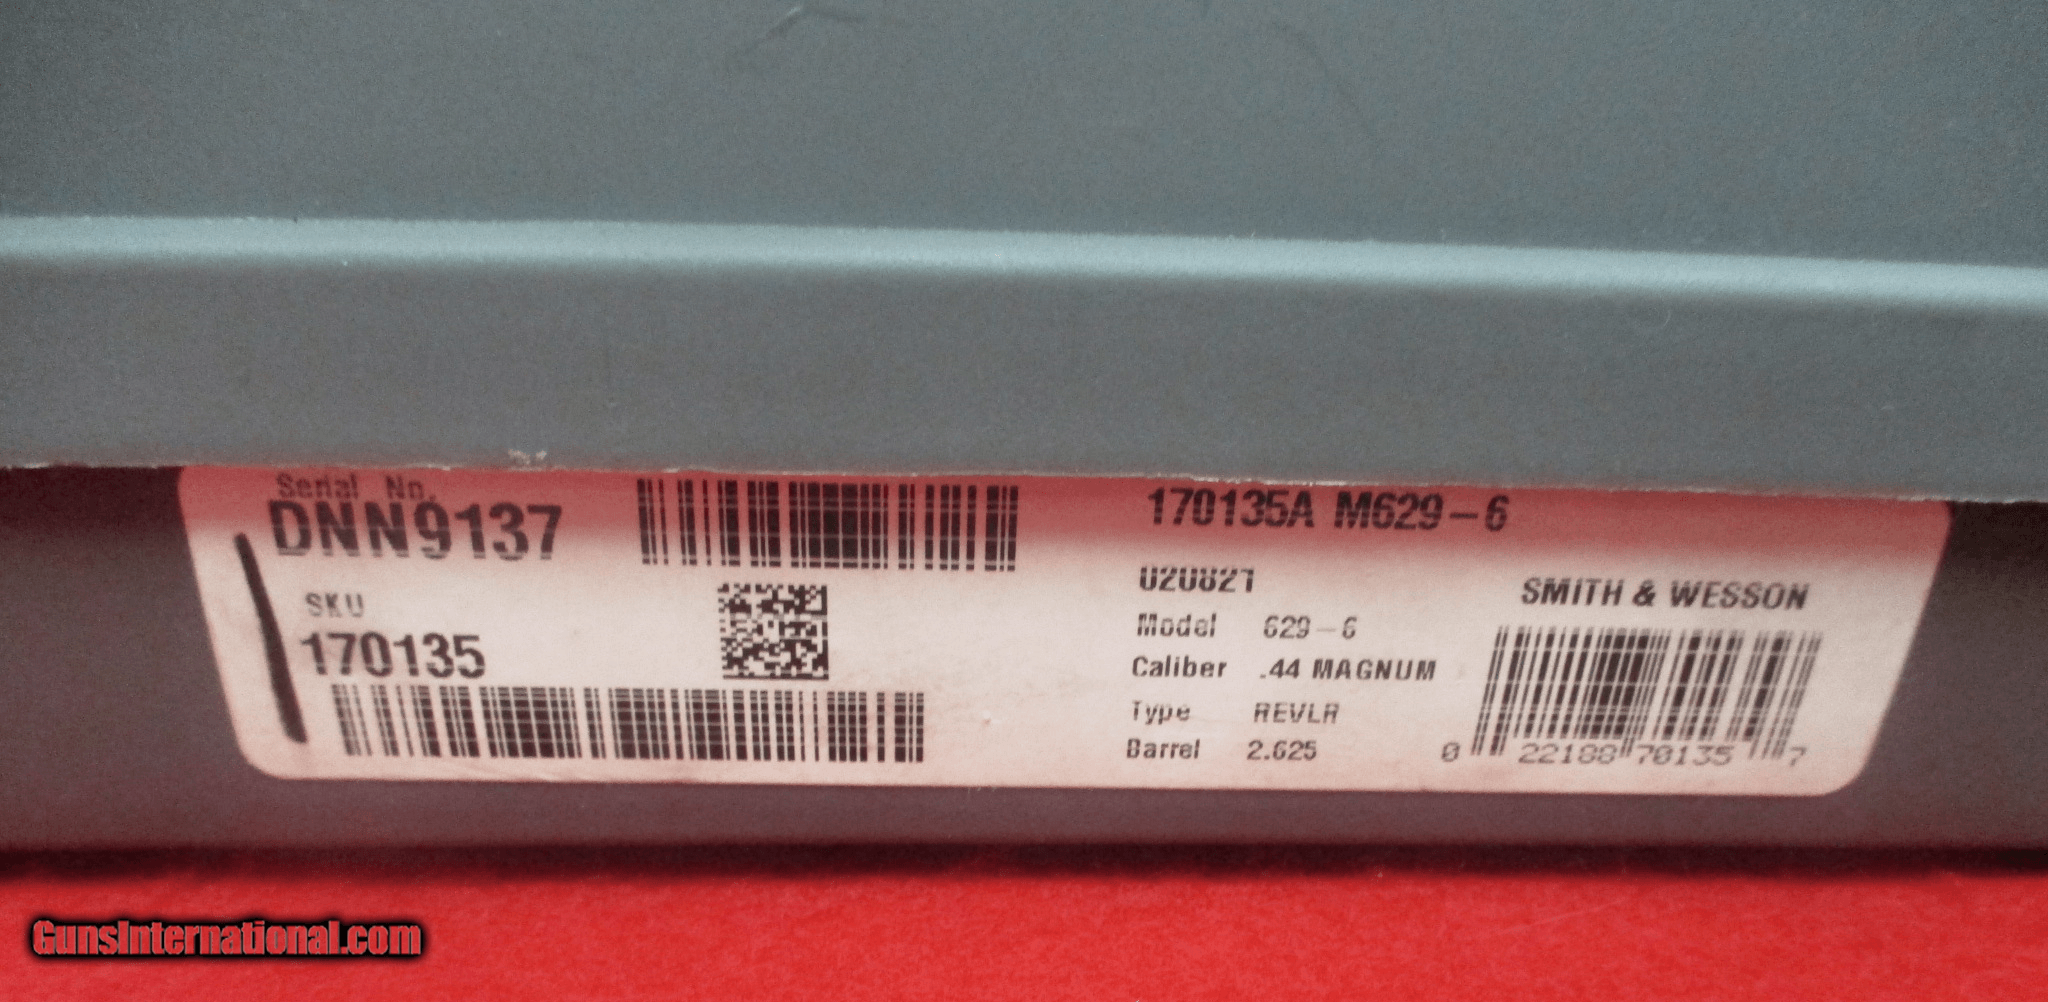 Serial No.
DNN9137
SKU
170135
170135A M629-6
020821
Model 629-6
Caliber .44 MAGNUM
Type REVLR
Barrel 2.625
SMITH & WESSON
0 22188 70135 7
GunsInternational.com